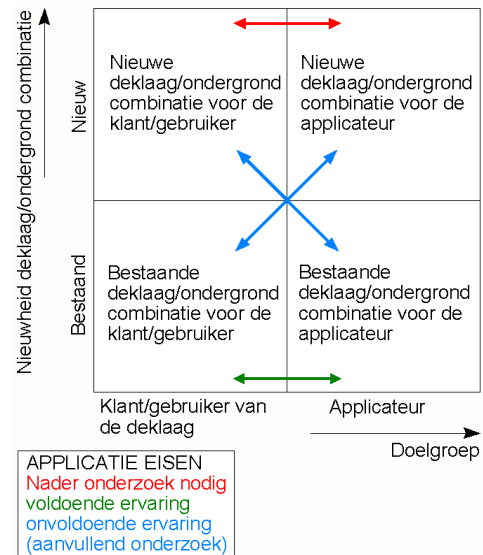 Nieuwheid deklaag/ondergrond combinatie
Nieuw
Nieuwe
deklaag/ondergrond
combinatie voor de
klant/gebruiker
Nieuwe
deklaag/ondergrond
combinatie voor de
applicateur
Bestaand
Bestaande
deklaag/ondergrond
combinatie voor de
klant/gebruiker
Bestaande
deklaag/ondergrond
combinatie voor de
applicateur
Klant/gebruiker van
de deklaag
Applicateur
Doelgroep
APPLICATIE EISEN
Nader onderzoek nodig
voldoende ervaring
onvoldoende ervaring
(aanvullend onderzoek)